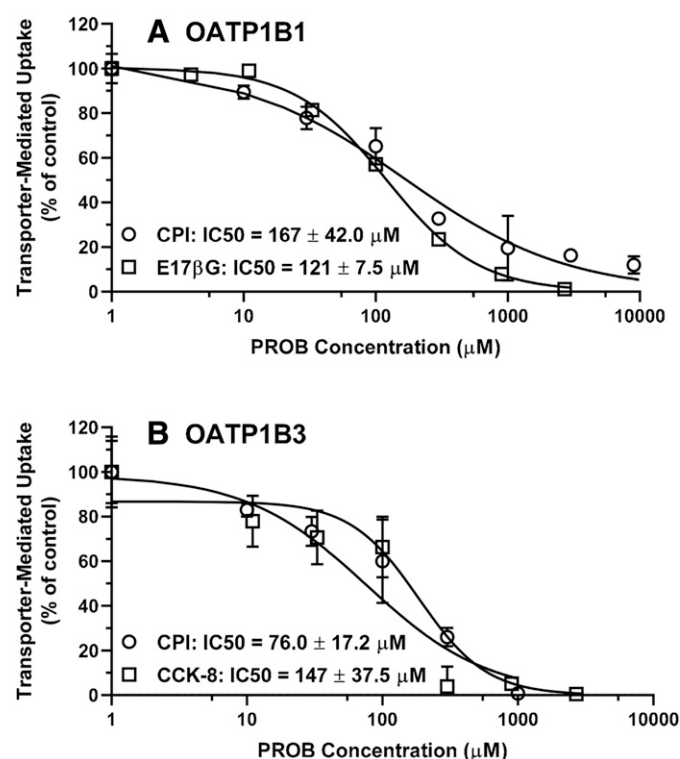 A OATP1B1
Transporter-Mediated Uptake
(% of control)
120
100
80
60
40
20
0
CPI: IC50 = 167 ± 42.0 μM
E17βG: IC50 = 121 ± 7.5 μM
1 10 100 1000 10000
PROB Concentration (μM)
B OATP1B3
Transporter-Mediated Uptake
(% of control)
120
100
80
60
40
20
0
CPI: IC50 = 76.0 ± 17.2 μM
CCK-8: IC50 = 147 ± 37.5 μM
1 10 100 1000 10000
PROB Concentration (μM)